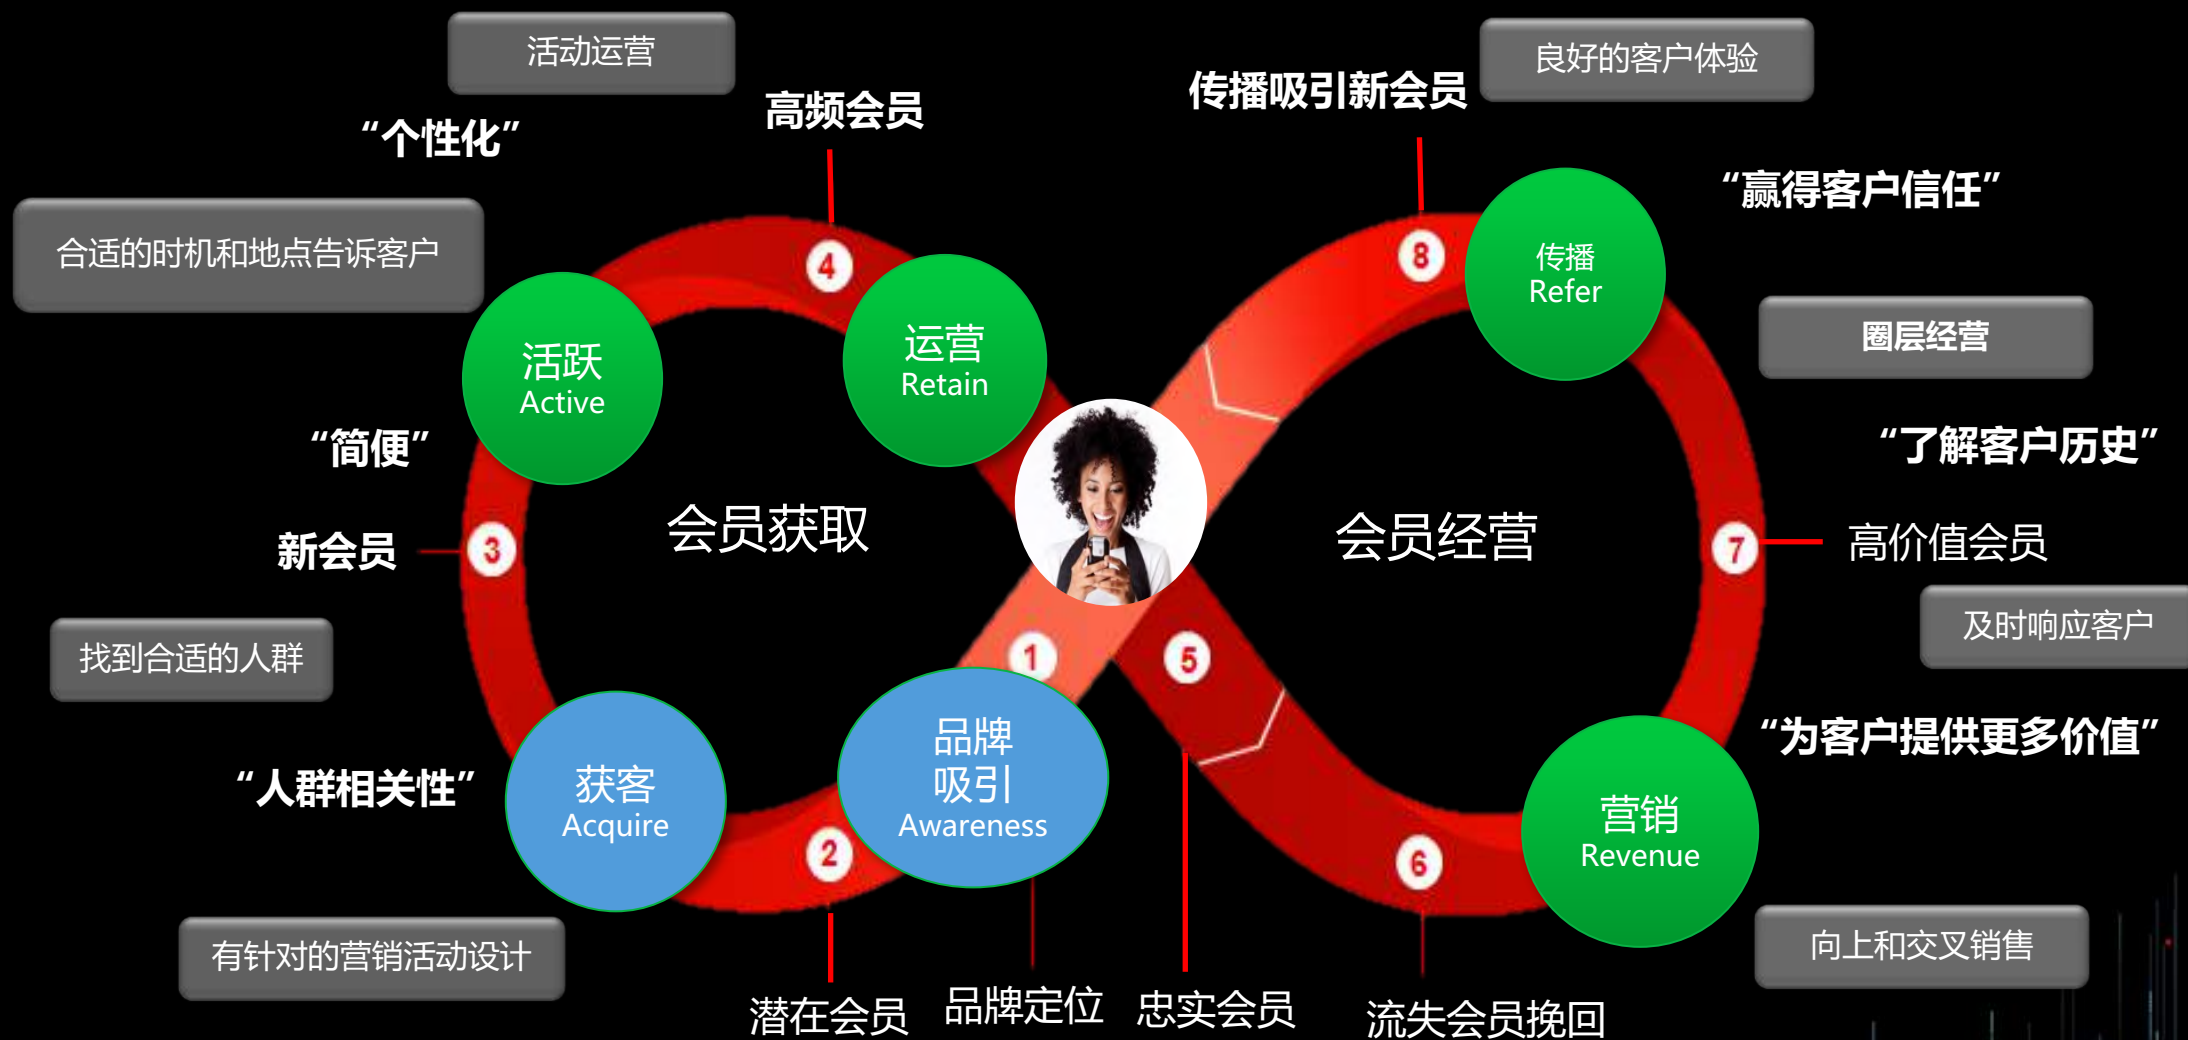 活动运营
良好的客户体验
传播吸引新会员
高频会员
“个性化”
“赢得客户信任”
合适的时机和地点告诉客户
4
8
传播
Refer
圈层经营
运营
Retain
活跃
Active
“简便”
“了解客户历史”
会员获取
会员经营
新会员
3
7
高价值会员
及时响应客户
找到合适的人群
1
5
“为客户提供更多价值”
品牌
吸引
Awareness
“人群相关性”
获客
Acquire
营销
Revenue
2
6
有针对的营销活动设计
向上和交叉销售
潜在会员
品牌定位
忠实会员
流失会员挽回